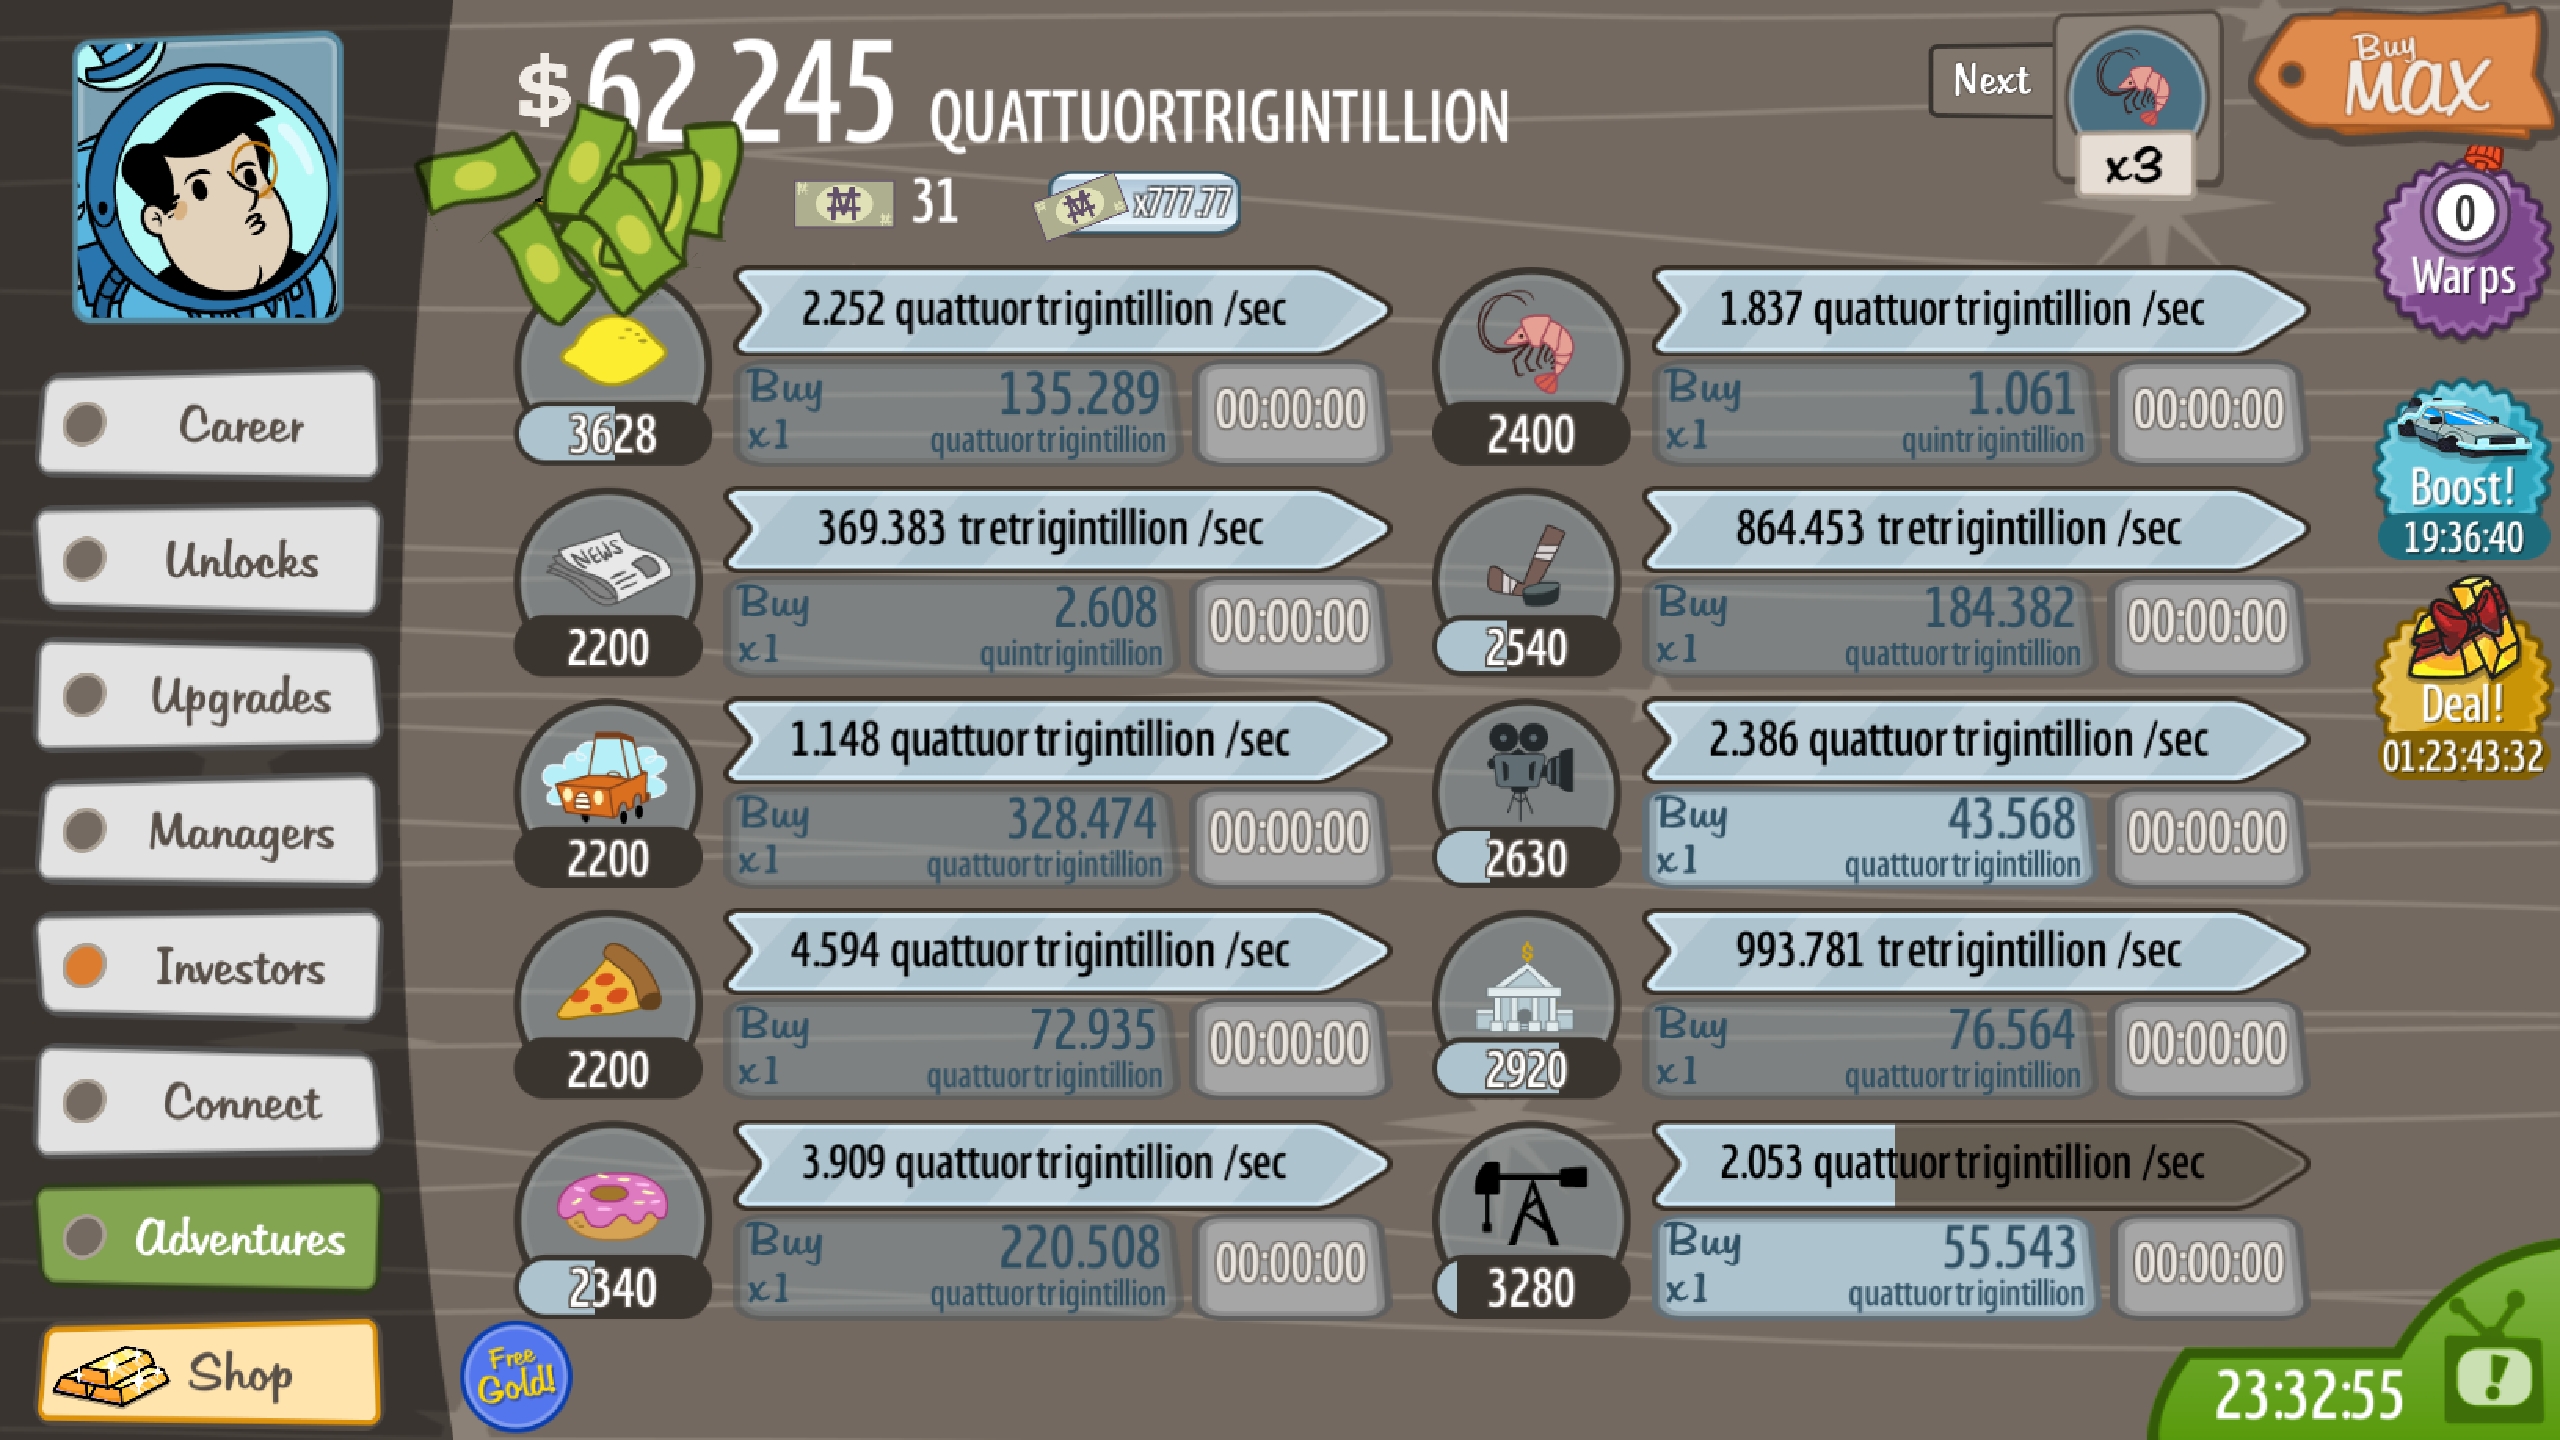 $62.245 QUATTUORTRIGINTILLION
31
x777.77
Next
x3
Buy
MAX
0
Warps
Boost!
19:36:40
Deal!
01:23:43:32
Career
Unlocks
Upgrades
Managers
Investors
Connect
Adventures
Shop
3628
2.252 quattuortrigintillion /sec
Buy x1
135.289
quattuortrigintillion
00:00:00
2400
1.837 quattuortrigintillion /sec
Buy x1
1.061
quintrigintillion
00:00:00
NEWS
2200
369.383 tretrigintillion /sec
Buy x1
2.608
quintrigintillion
00:00:00
2540
864.453 tretrigintillion /sec
Buy x1
184.382
quattuortrigintillion
00:00:00
2200
1.148 quattuortrigintillion /sec
Buy x1
328.474
quattuortrigintillion
00:00:00
2630
2.386 quattuortrigintillion /sec
Buy x1
43.568
quattuortrigintillion
00:00:00
2200
4.594 quattuortrigintillion /sec
Buy x1
72.935
quattuortrigintillion
00:00:00
$
2920
993.781 tretrigintillion /sec
Buy x1
76.564
quattuortrigintillion
00:00:00
2340
3.909 quattuortrigintillion /sec
Buy x1
220.508
quattuortrigintillion
00:00:00
3280
2.053 quattuortrigintillion /sec
Buy x1
55.543
quattuortrigintillion
00:00:00
Free
Gold!
23:32:55
!